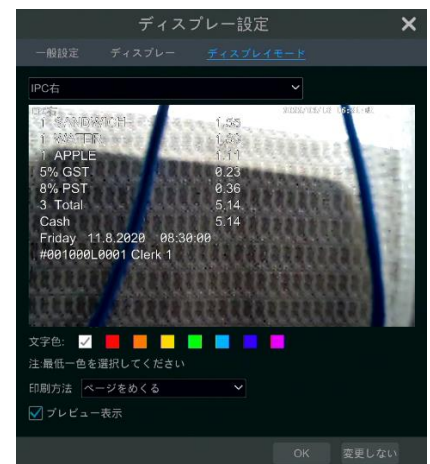 ディスプレー設定
一般設定 ディスプレー ディスプレイモード
IPC右
1 SANDWICH 1.55
1 WATER
1 APPLE 1.11
5% GST 0.23
8% PST 0.36
3 Total 5.14
Cash 5.14
Friday 11.8.2020 08:30:00
#001000L0001 Clerk 1
文字色:
注:最低一色を選択してください
印刷方法 ページをめくる
プレビュー表示
OK 変更しない